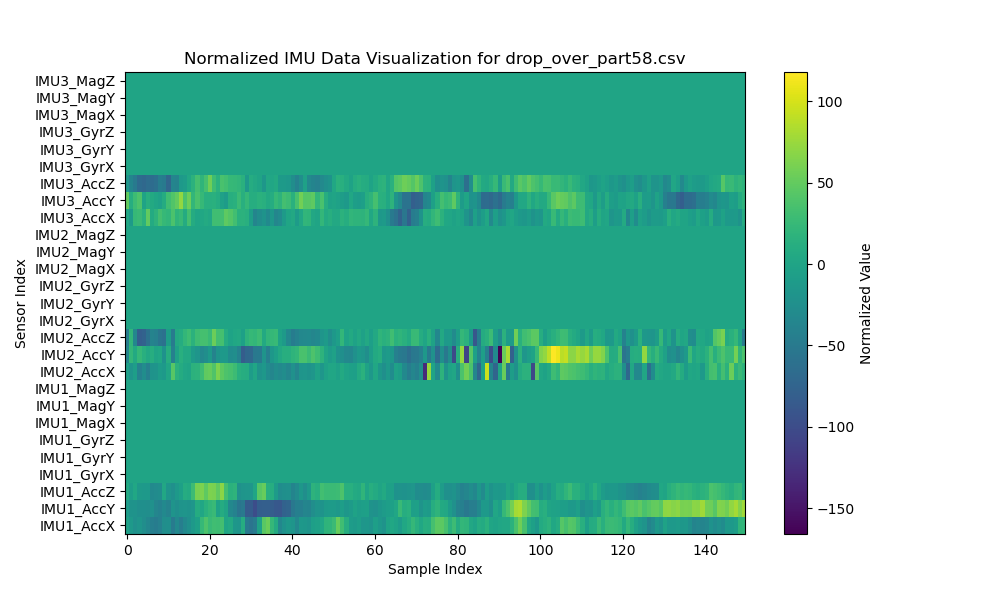 Normalized IMU Data Visualization for drop_over_part58.csv
IMU3_MagZ
IMU3_MagY
IMU3_MagX
IMU3_GyrZ
IMU3_GyrY
IMU3_GyrX
IMU3_AccZ
IMU3_AccY
IMU3_AccX
IMU2_MagZ
IMU2_MagY
IMU2_MagX
IMU2_GyrZ
IMU2_GyrY
IMU2_GyrX
IMU2_AccZ
IMU2_AccY
IMU2_AccX
IMU1_MagZ
IMU1_MagY
IMU1_MagX
IMU1_GyrZ
IMU1_GyrY
IMU1_GyrX
IMU1_AccZ
IMU1_AccY
IMU1_AccX
Sensor Index
0 20 40 60 80 100 120 140
Sample Index
100
50
0
−50
−100
−150
Normalized Value